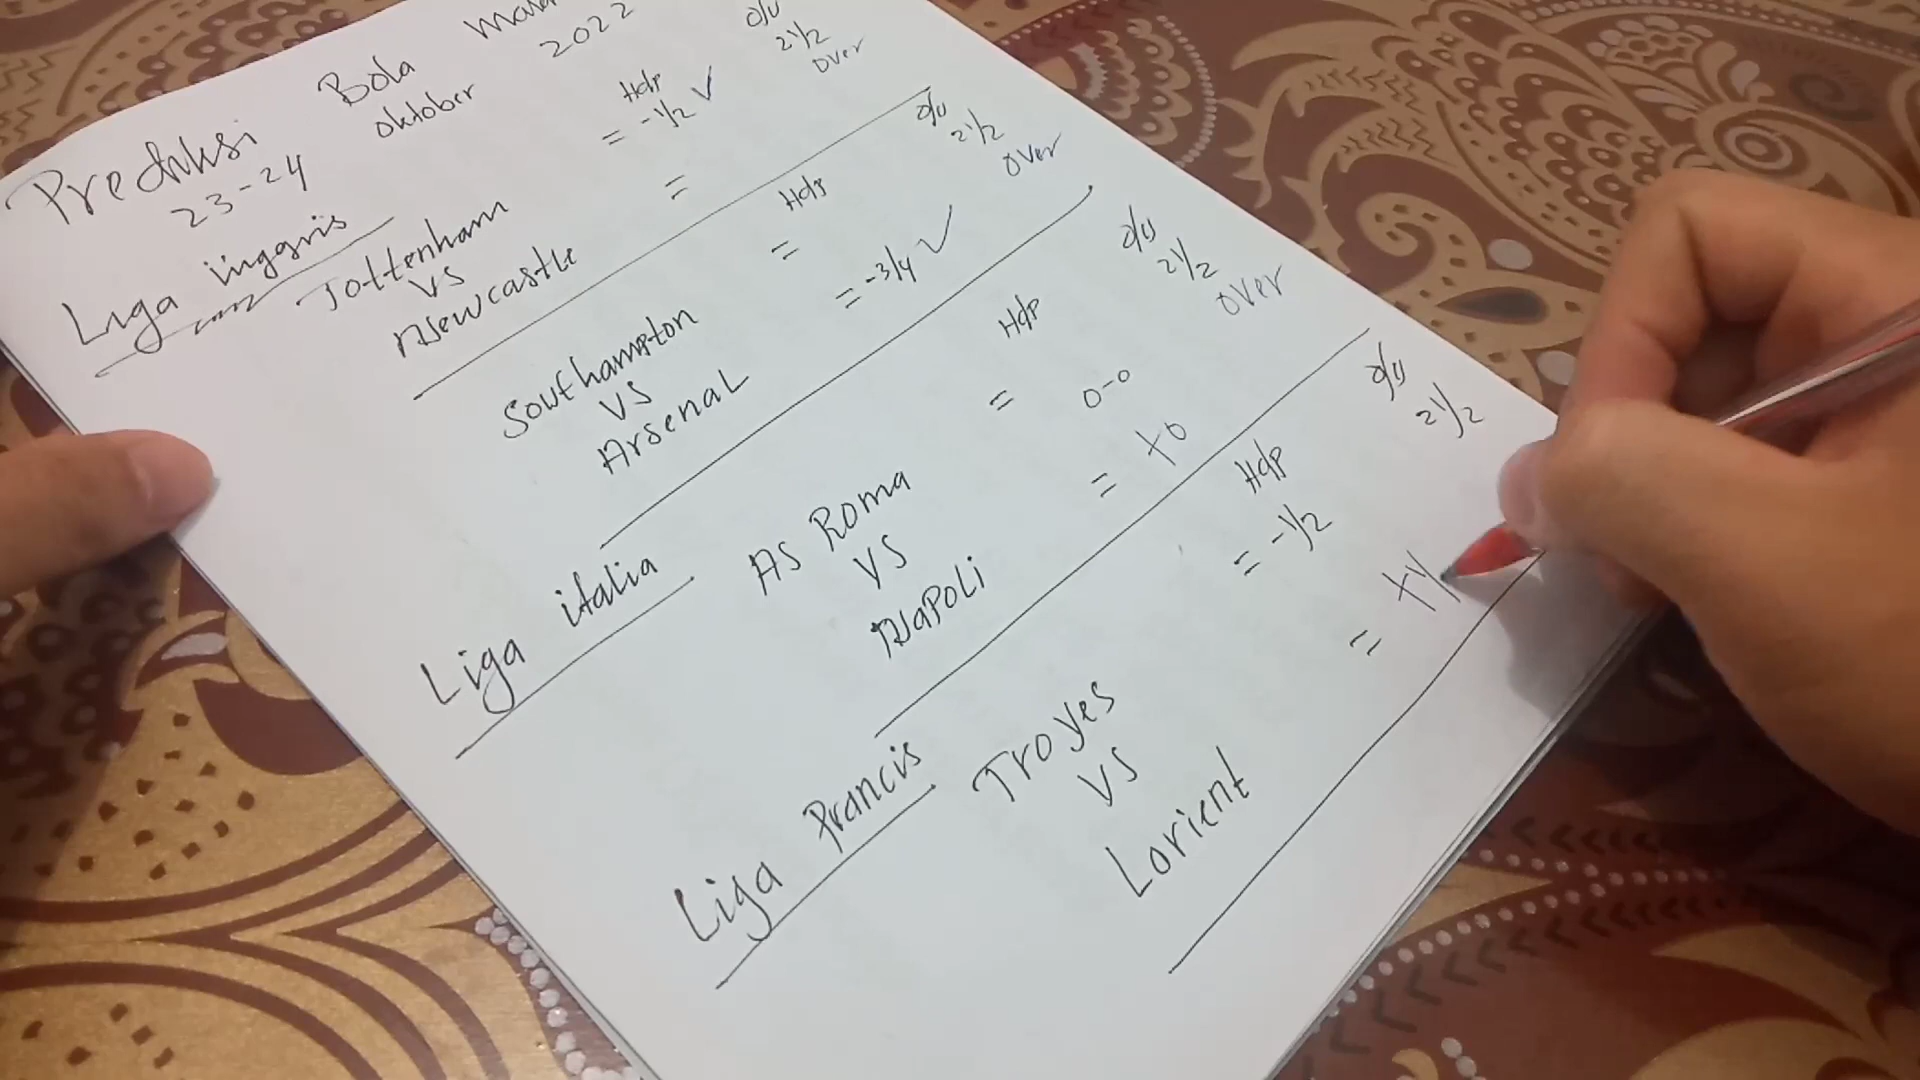 Prediksi Bola
23-24 oktober 2022
Liga inggris
Hdp
o/u
Tottenham = -1/2 ✓
2 1/2
VS
over
Newcastle =
Hdp
o/u
Southampton =
2 1/2
VS
over
Arsenal = -3/4 ✓
Liga italia
Hdp
o/u
AS Roma = 0-0
2 1/2
VS
over
Napoli = +0
Liga Prancis
Hdp
o/u
Troyes = -1/2
2 1/2
VS
Lorient =